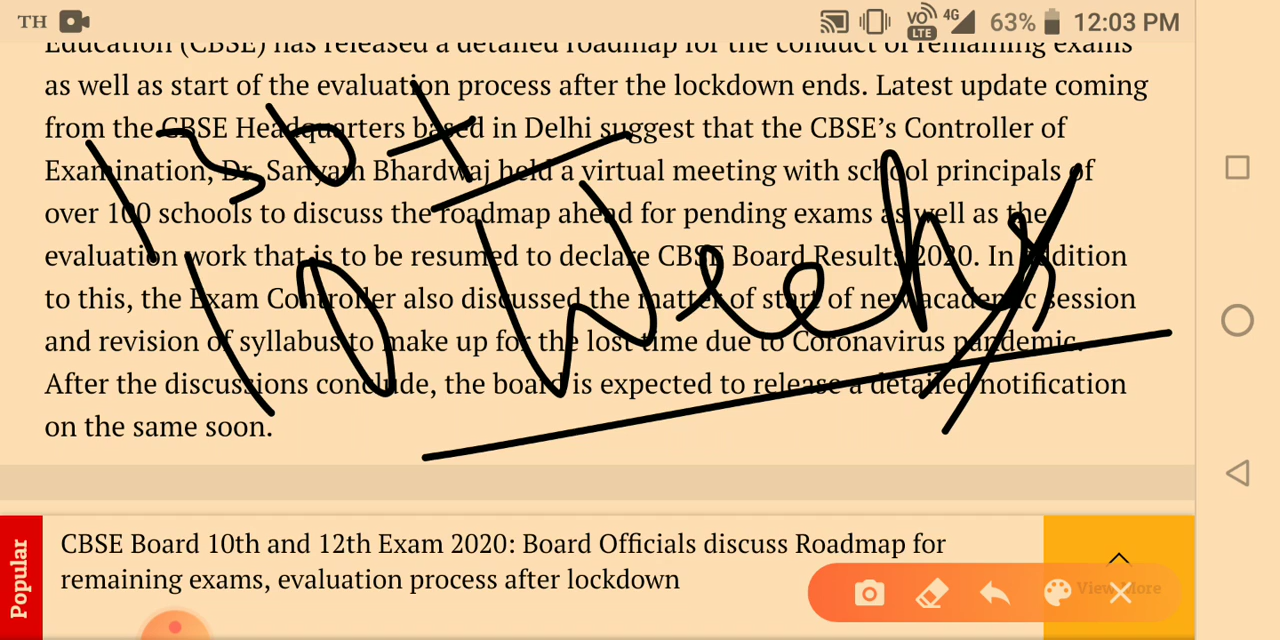 TH VO LTE 4G 63% 12:03 PM
Education (CBSE) has released a detailed roadmap for the conduct of remaining exams
as well as start of the evaluation process after the lockdown ends. Latest update coming
from the CBSE Headquarters based in Delhi suggest that the CBSE’s Controller of
Examination, Dr. Sanyam Bhardwaj held a virtual meeting with school principals of
over 100 schools to discuss the roadmap ahead for pending exams as well as the
evaluation work that is to be resumed to declare CBSE Board Results 2020. In addition
to this, the Exam Controller also discussed the matter of start of new academic session
and revision of syllabus to make up for the lost time due to Coronavirus pandemic.
After the discussions conclude, the board is expected to release a detailed notification
on the same soon.
10 Weeks
Popular
CBSE Board 10th and 12th Exam 2020: Board Officials discuss Roadmap for
remaining exams, evaluation process after lockdown
View More